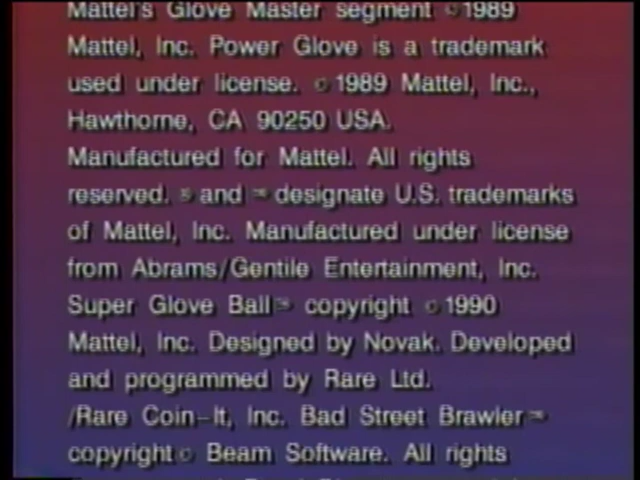 Mattel's Glove Master segment ©1989
Mattel, Inc. Power Glove is a trademark
used under license. ©1989 Mattel, Inc.,
Hawthorne, CA 90250 USA.
Manufactured for Mattel. All rights
reserved. ® and ™ designate U.S. trademarks
of Mattel, Inc. Manufactured under license
from Abrams/Gentile Entertainment, Inc.
Super Glove Ball™ copyright ©1990
Mattel, Inc. Designed by Novak. Developed
and programmed by Rare Ltd.
/Rare Coin-It, Inc. Bad Street Brawler™
copyright© Beam Software. All rights